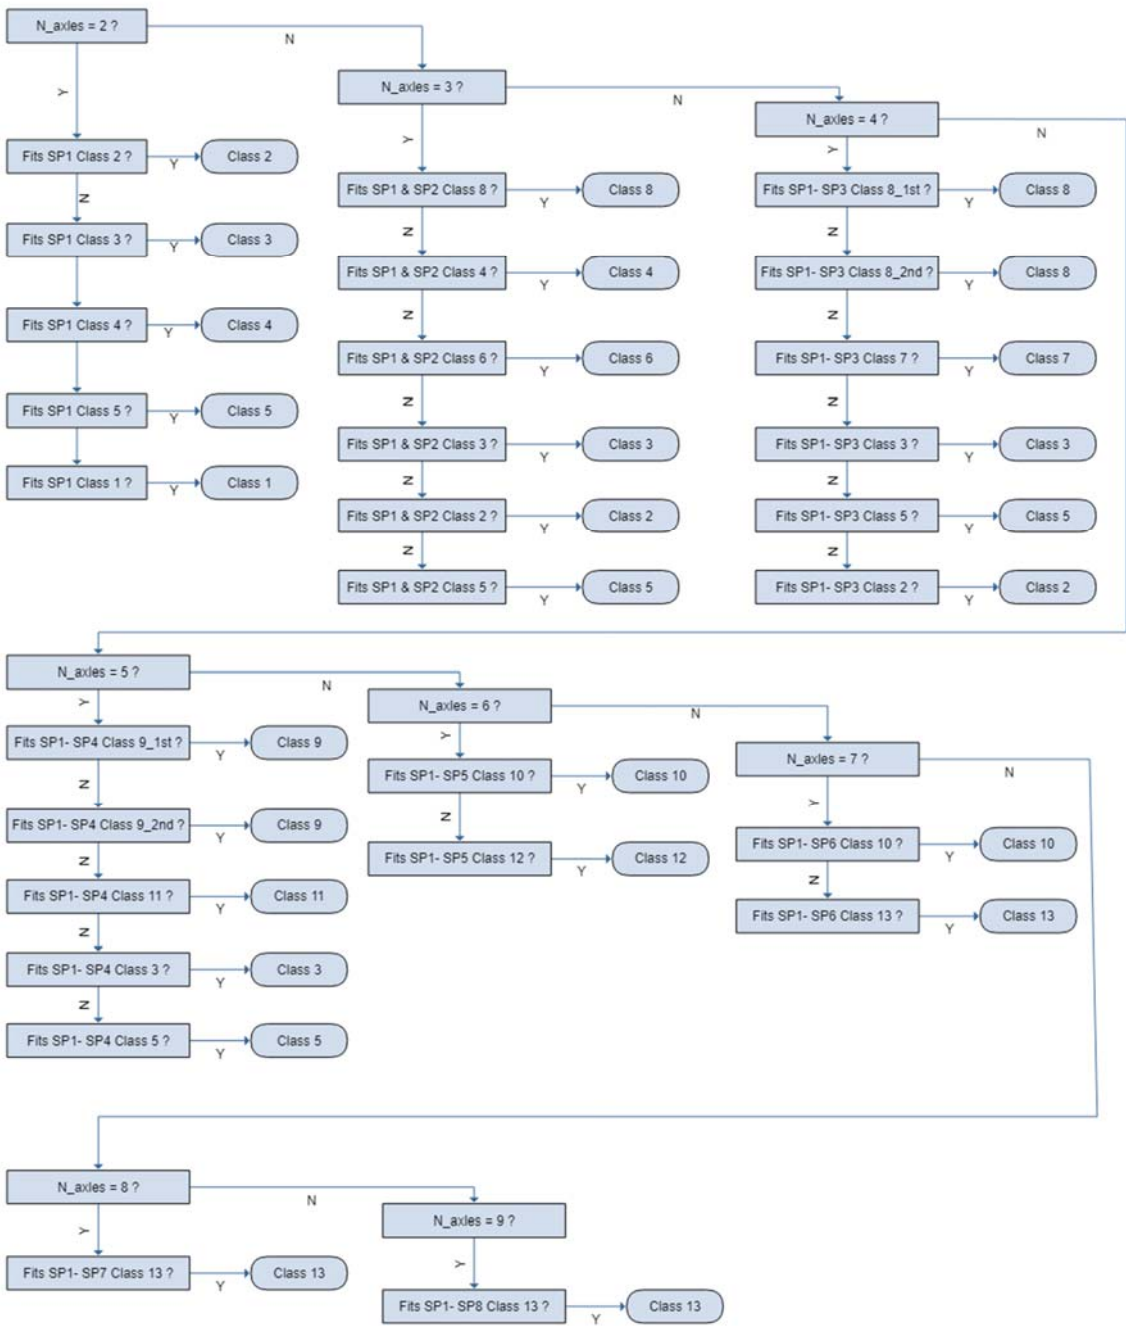 N_axles = 2 ?
N
Y
Fits SP1 Class 2 ?
Y
Class 2
N
Fits SP1 Class 3 ?
Y
Class 3
Fits SP1 Class 4 ?
Y
Class 4
Fits SP1 Class 5 ?
Y
Class 5
Fits SP1 Class 1 ?
Y
Class 1
N_axles = 3 ?
N
Y
Fits SP1 & SP2 Class 8 ?
Y
Class 8
N
Fits SP1 & SP2 Class 4 ?
Y
Class 4
N
Fits SP1 & SP2 Class 6 ?
Y
Class 6
N
Fits SP1 & SP2 Class 3 ?
Y
Class 3
N
Fits SP1 & SP2 Class 2 ?
Y
Class 2
N
Fits SP1 & SP2 Class 5 ?
Y
Class 5
N_axles = 4 ?
N
Y
Fits SP1- SP3 Class 8_1st ?
Y
Class 8
N
Fits SP1- SP3 Class 8_2nd ?
Y
Class 8
N
Fits SP1- SP3 Class 7 ?
Y
Class 7
N
Fits SP1- SP3 Class 3 ?
Y
Class 3
N
Fits SP1- SP3 Class 5 ?
Y
Class 5
N
Fits SP1- SP3 Class 2 ?
Y
Class 2
N_axles = 5 ?
N
Y
Fits SP1- SP4 Class 9_1st ?
Y
Class 9
N
Fits SP1- SP4 Class 9_2nd ?
Y
Class 9
N
Fits SP1- SP4 Class 11 ?
Y
Class 11
N
Fits SP1- SP4 Class 3 ?
Y
Class 3
N
Fits SP1- SP4 Class 5 ?
Y
Class 5
N_axles = 6 ?
N
Y
Fits SP1- SP5 Class 10 ?
Y
Class 10
N
Fits SP1- SP5 Class 12 ?
Y
Class 12
N_axles = 7 ?
N
Y
Fits SP1- SP6 Class 10 ?
Y
Class 10
N
Fits SP1- SP6 Class 13 ?
Y
Class 13
N_axles = 8 ?
N
Y
Fits SP1- SP7 Class 13 ?
Y
Class 13
N_axles = 9 ?
Y
Fits SP1- SP8 Class 13 ?
Y
Class 13